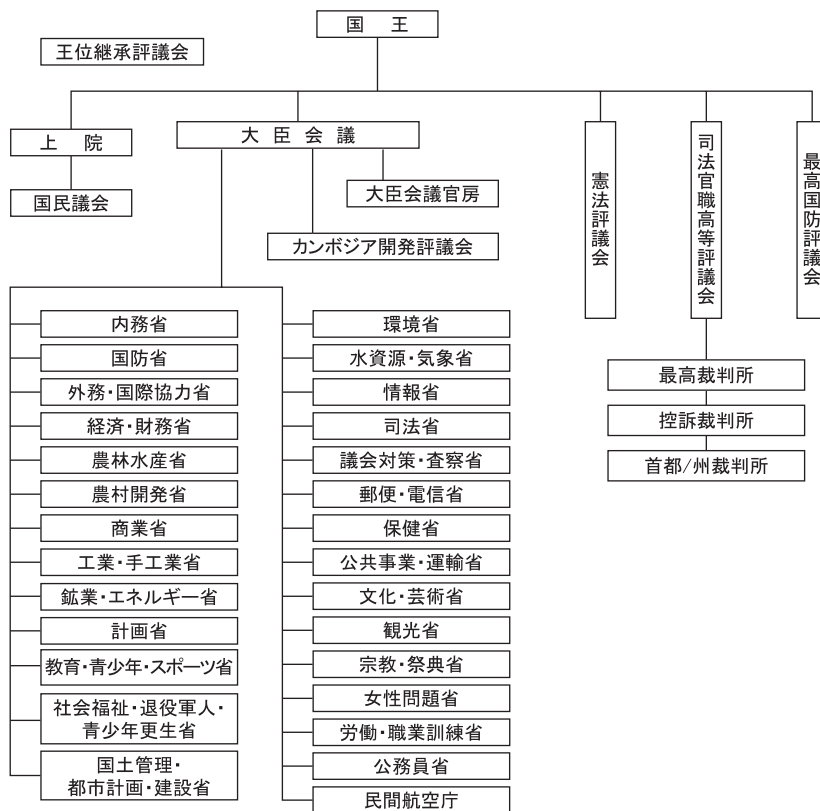 国王
王位継承評議会
上院
国民議会
大臣会議
大臣会議官房
カンボジア開発評議会
憲法評議会
司法官職高等評議会
最高国防評議会
最高裁判所
控訴裁判所
首都/州裁判所
内務省
国防省
外務・国際協力省
経済・財務省
農林水産省
農村開発省
商業省
工業・手工業省
鉱業・エネルギー省
計画省
教育・青少年・スポーツ省
社会福祉・退役軍人・
青少年更生省
国土管理・
都市計画・建設省
環境省
水資源・気象省
情報省
司法省
議会対策・査察省
郵便・電信省
保健省
公共事業・運輸省
文化・芸術省
観光省
宗教・祭典省
女性問題省
労働・職業訓練省
公務員省
民間航空庁